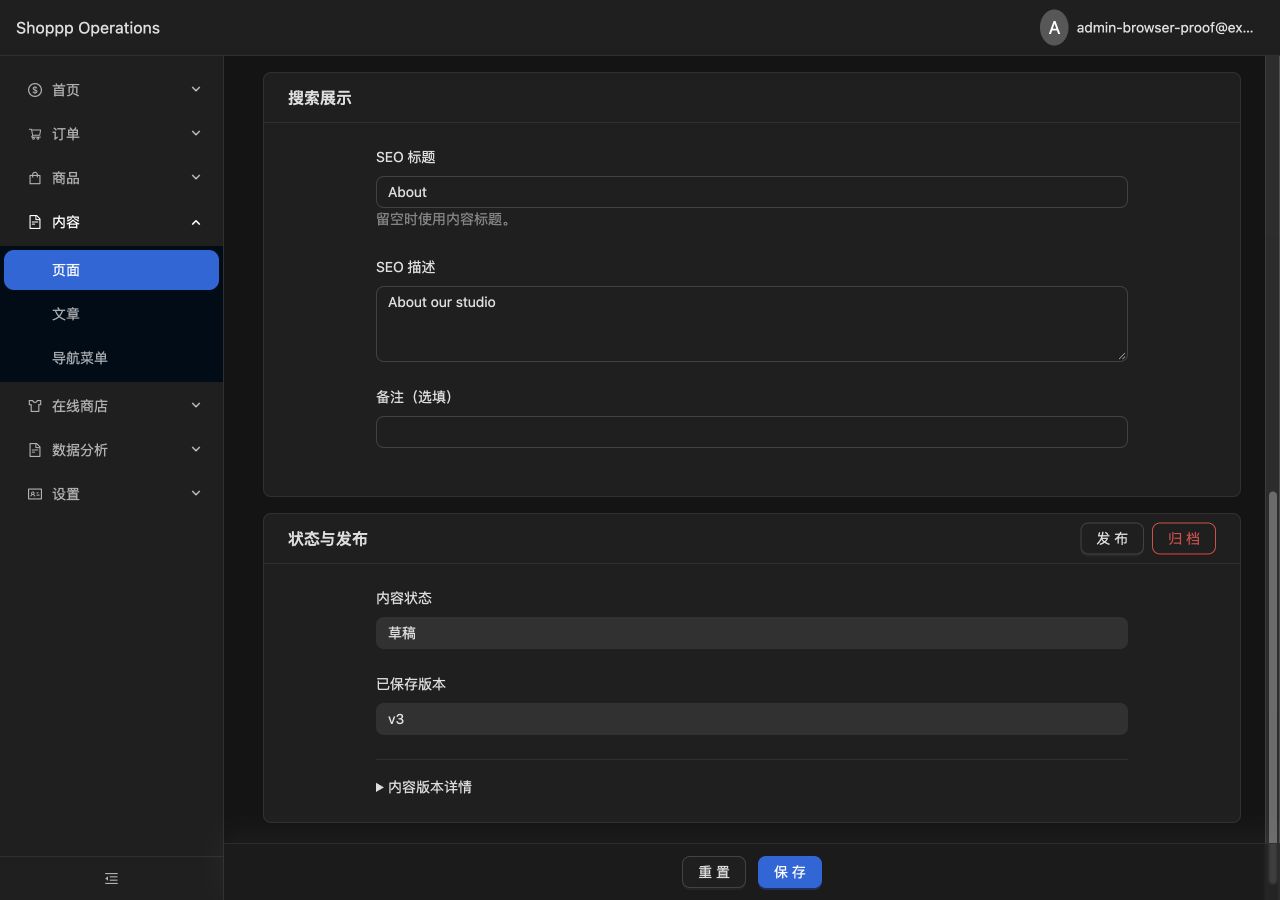 Shoppp Operations
A
admin-browser-proof@ex...
首页
订单
商品
内容
页面
文章
导航菜单
在线商店
数据分析
设置
搜索展示
SEO 标题
About
留空时使用内容标题。
SEO 描述
About our studio
备注（选填）
状态与发布
发 布
归 档
内容状态
草稿
已保存版本
v3
内容版本详情
重 置
保 存